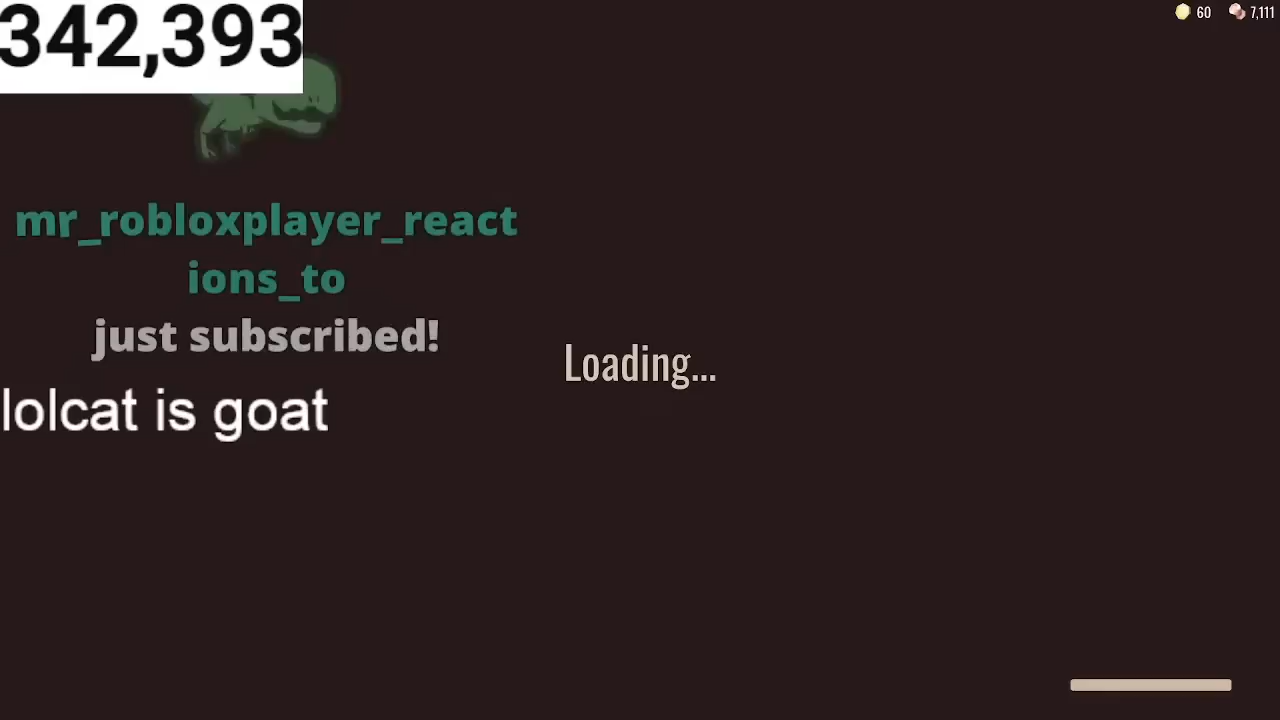 342,393
60 7,111
mr_robloxplayer_react
ions_to
just subscribed!
Loading...
lolcat is goat